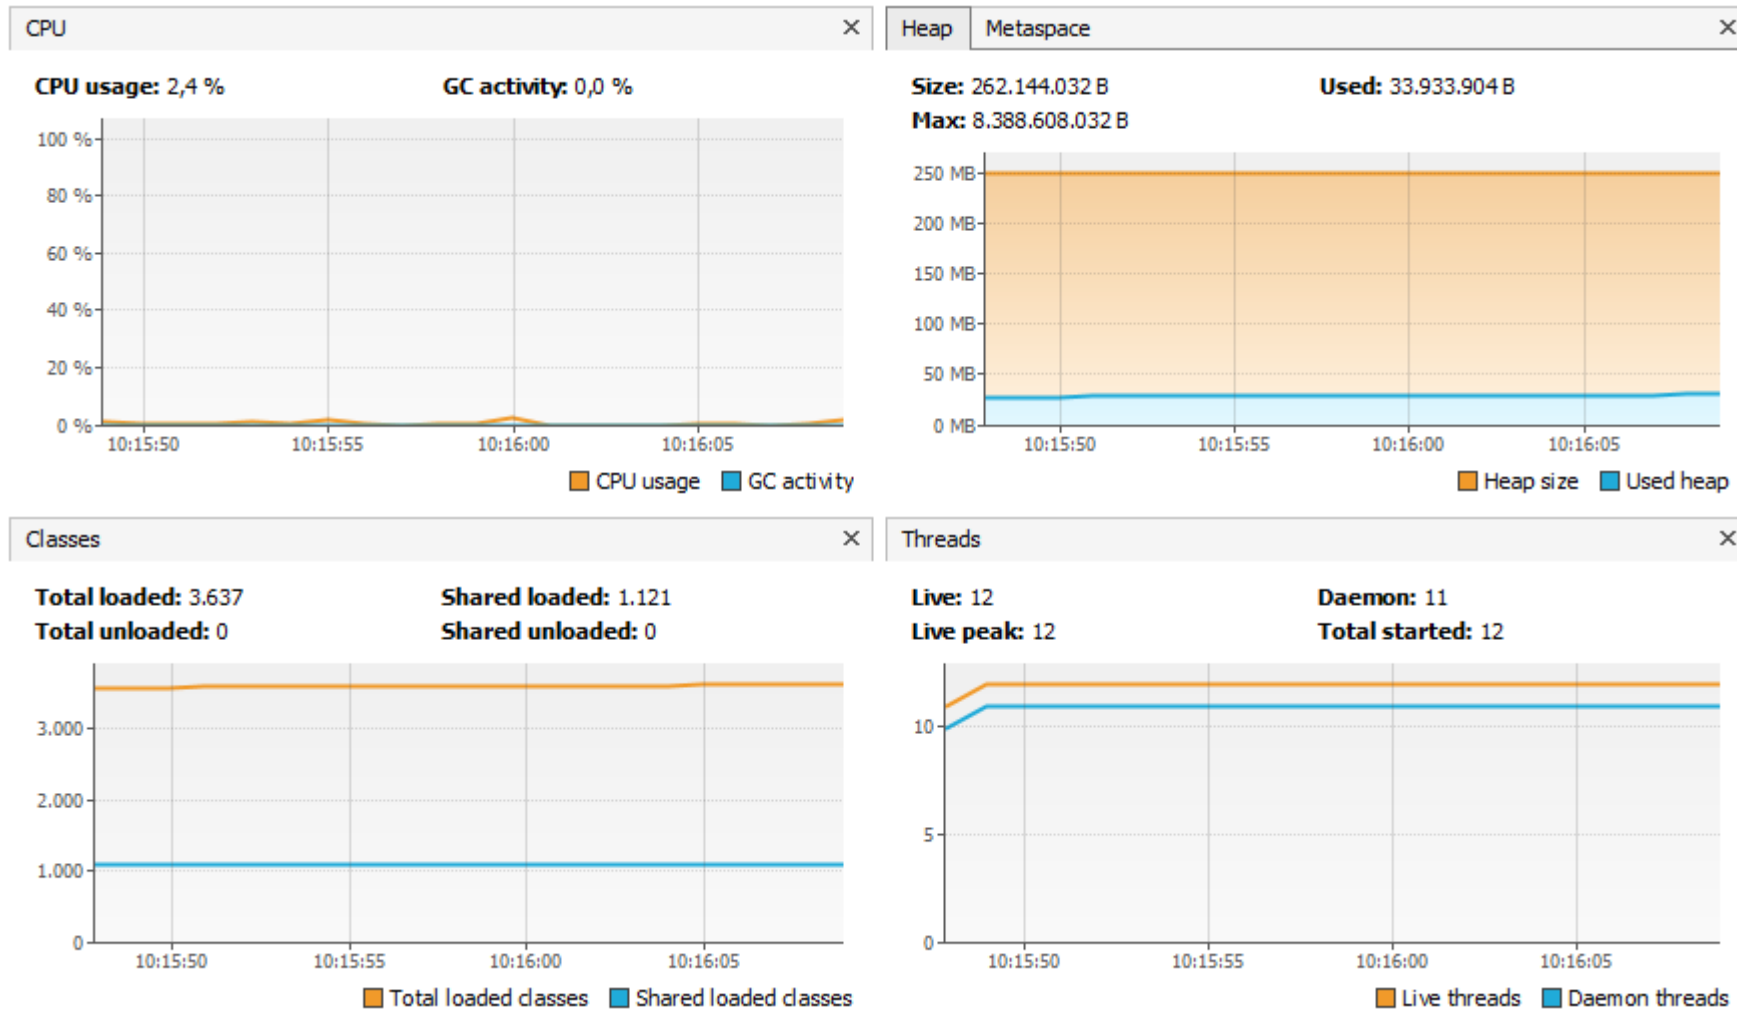 CPU
CPU usage: 2,4 %
GC activity: 0,0 %
100 %
80 %
60 %
40 %
20 %
0 %
10:15:50
10:15:55
10:16:00
10:16:05
CPU usage
GC activity
Heap
Metaspace
Size: 262.144.032 B
Used: 33.933.904 B
Max: 8.388.608.032 B
250 MB
200 MB
150 MB
100 MB
50 MB
0 MB
10:15:50
10:15:55
10:16:00
10:16:05
Heap size
Used heap
Classes
Total loaded: 3.637
Shared loaded: 1.121
Total unloaded: 0
Shared unloaded: 0
3.000
2.000
1.000
0
10:15:50
10:15:55
10:16:00
10:16:05
Total loaded classes
Shared loaded classes
Threads
Live: 12
Daemon: 11
Live peak: 12
Total started: 12
10
5
0
10:15:50
10:15:55
10:16:00
10:16:05
Live threads
Daemon threads